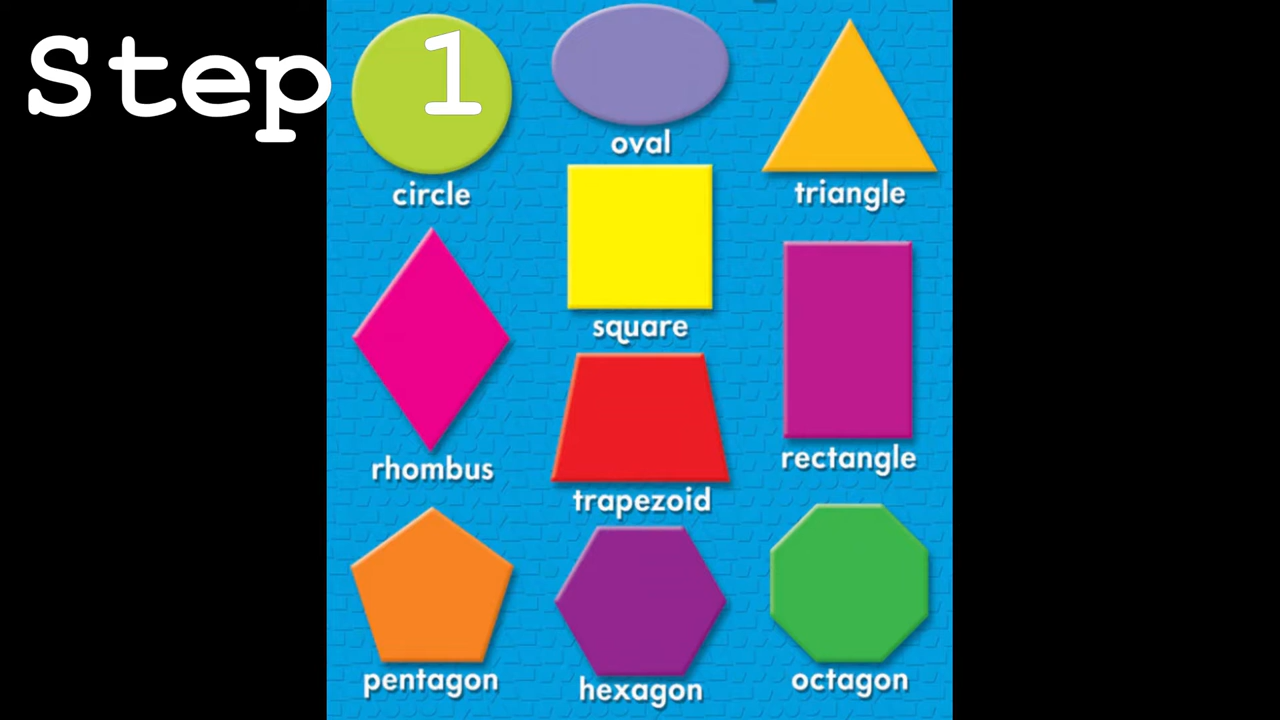 Step 1
oval
circle
triangle
square
rhombus
rectangle
trapezoid
pentagon
hexagon
octagon